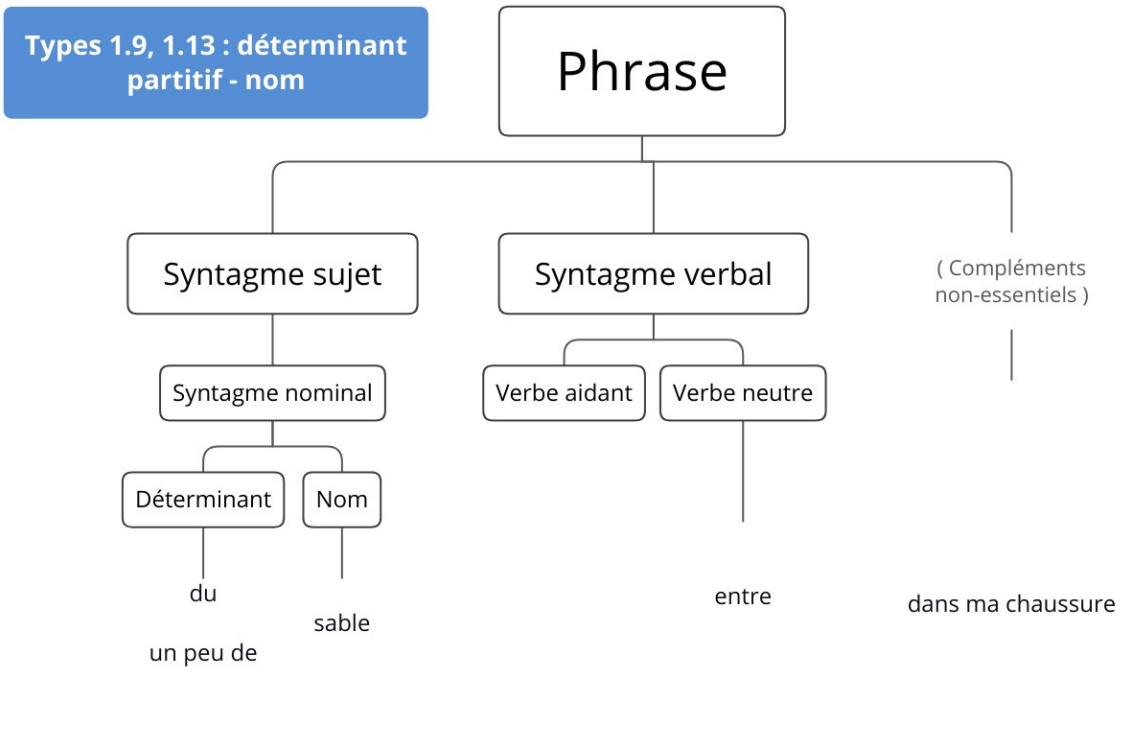 Types 1.9, 1.13 : déterminant
partitif - nom
Phrase
Syntagme sujet
Syntagme verbal
( Compléments
non-essentiels )
Syntagme nominal
Verbe aidant
Verbe neutre
Déterminant
Nom
du
sable
un peu de
entre
dans ma chaussure